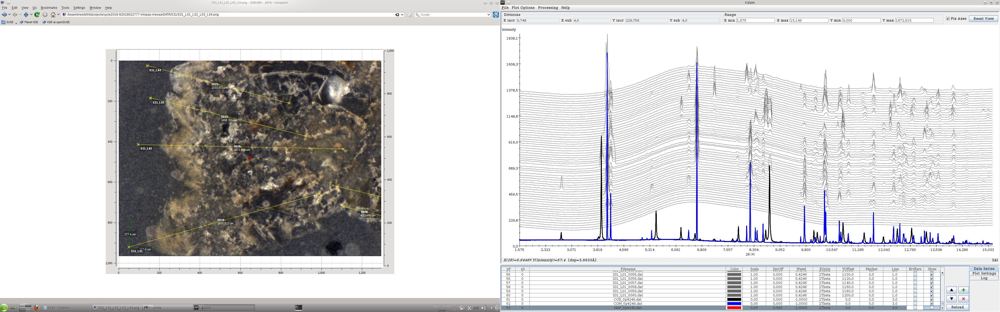 S31_L01_L02_L03_L04.png - 1108x865 - 100% – Konqueror
File Edit View Go Bookmarks Tools Settings Window Help
/beamlines/bl04/projects/cycle2018-II/2018022777-mlopez-mesas/DATA/S31/S31_L01_L02_L03_L04.png
Google
SUSE Planet KDE KDE at openSUSE
1,000
0
S31_L04
SD23
1333.372 um
800
200
S31_L03
SD22
1458.155 um
600
400
S31_L02
SD20
1873.990 um
600
400
SD28
433.495 um
SD19
1807.312 um
800
200
277.4 um
S31_L01
277.4 um
1,000
0
0 200 400 600 800 1,000 1,200
S26A – Dolphin
S31_L01_L02_L03_L04.png - 11
Konsole
D1Dplot
08:51 PM
Local
us
D1Dplot
File Plot Options Processing Help
Divisions
X incr 0.748 X sub 4.0 Y incr 229.756 Y sub 4.0
Range
X min 1.575 X max 15.146 Y min 0.000 Y max 1872.515
Fix Axes
Reset View
Intensity
1838.1
1608.3
1378.5
1148.8
919.0
689.3
459.5
229.8
0.0
1.575 2.323 3.071 3.818 4.566 5.314 6.061 6.809 7.557 8.304 9.052 9.800 10.547 11.295 12.043 12.790 13.538 14.286 15.033
2θ (º)
X(2θ)=6.6446º Y(Intensity)=57.4 [dsp=3.6633Å]
hkl
nP nS Filename Color Scale ZerOff Wavel XUnits YOffset Marker Line ErrBars Show
55 0 S31_L01_0055.dat 1.00 0.000 0.4246 2Theta 1100.0 0.0 1.0
56 0 S31_L01_0056.dat 1.00 0.000 0.4246 2Theta 1120.0 0.0 1.0
57 0 S31_L01_0057.dat 1.00 0.000 0.4246 2Theta 1140.0 0.0 1.0
58 0 S31_L01_0058.dat 1.00 0.000 0.4246 2Theta 1160.0 0.0 1.0
59 0 S31_L01_0059.dat 1.00 0.000 0.4246 2Theta 1180.0 0.0 1.0
60 0 S31_L01_0060.dat 1.00 0.000 0.4246 2Theta 1200.0 0.0 1.0
61 0 COD_0p4246.dat 0.00 0.000 -1.0000 2Theta 0.0 0.0 3.0
62 0 COM_0p4246.dat 0.00 0.000 -1.0000 2Theta 0.0 0.0 3.0
63 0 HAP_0p4246.dat 0.00 0.000 -1.0000 2Theta 0.0 0.0 3.0
Data Series
Plot Settings
Log
Reload